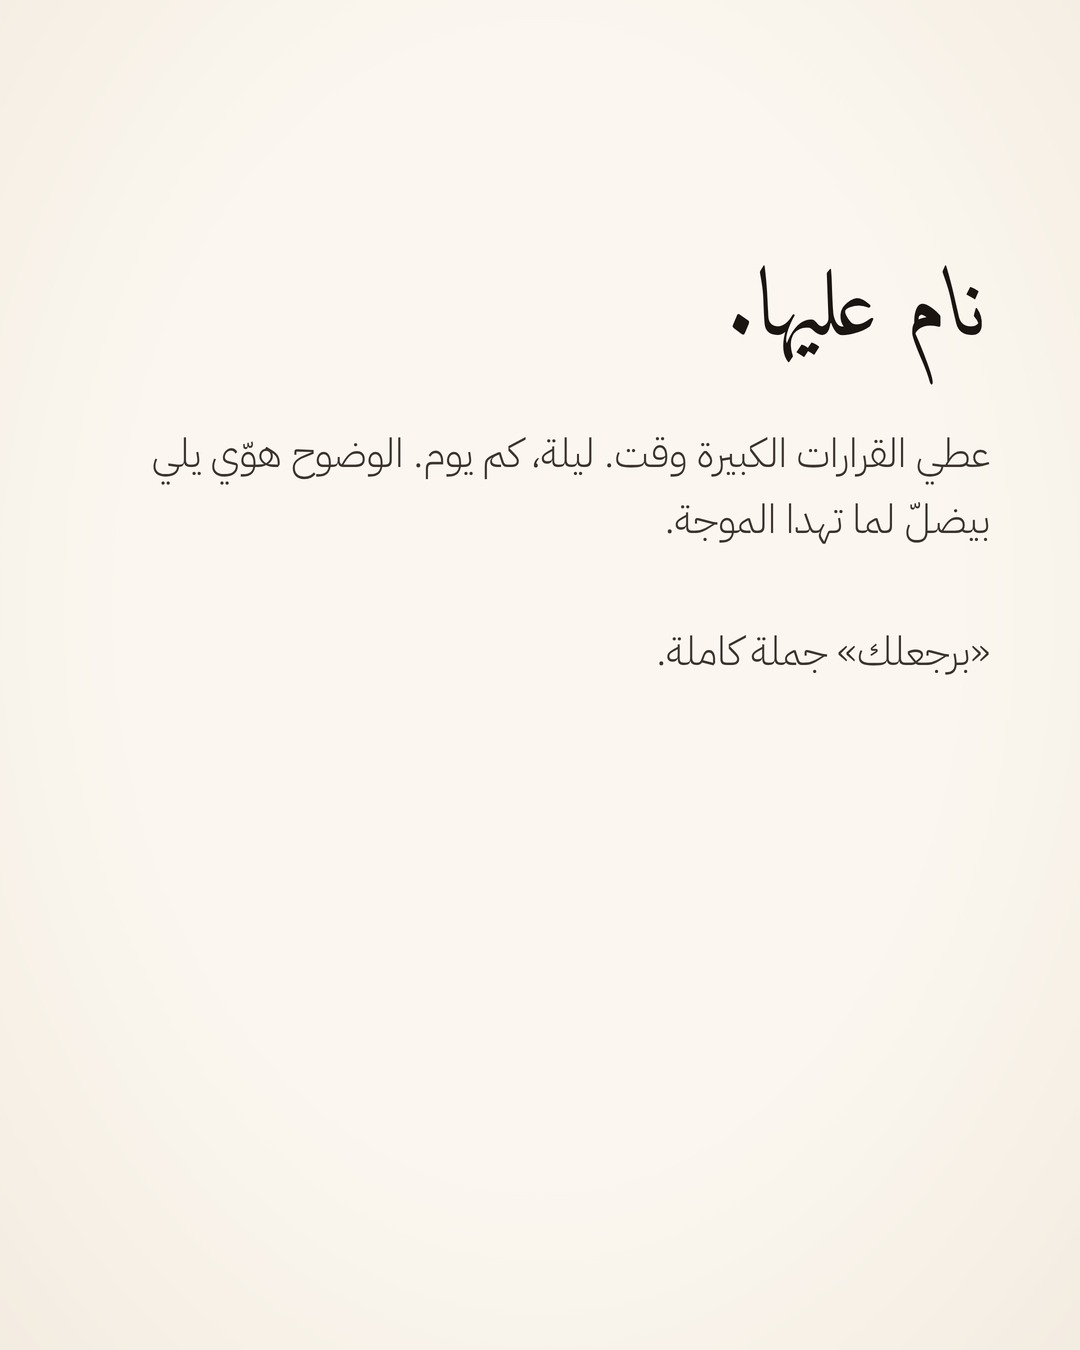 نام عليها.
عطي القرارات الكبيرة وقت. ليلة، كم يوم. الوضوح هوّي يلي
بيضلّ لما تهدا الموجة.
«برجعلك» جملة كاملة.